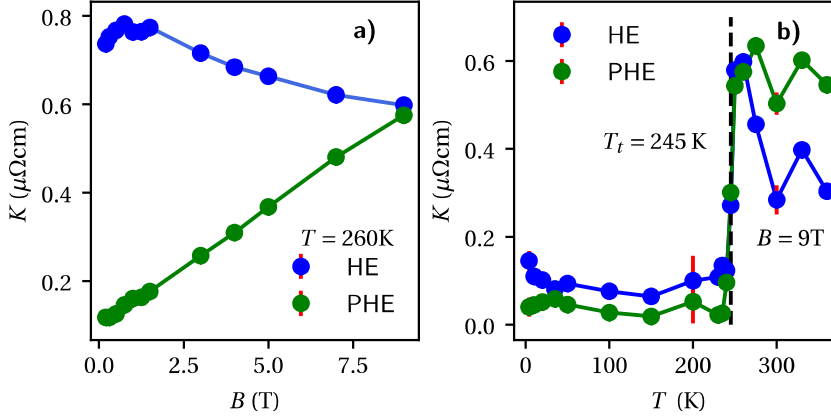 a)
0.8
0.6
0.4
0.2
K (μΩcm)
T = 260K
HE
PHE
0.0 2.5 5.0 7.5
B (T)
b)
HE
PHE
0.6
0.4
0.2
0.0
K (μΩcm)
T_t = 245 K
B = 9T
0 100 200 300
T (K)